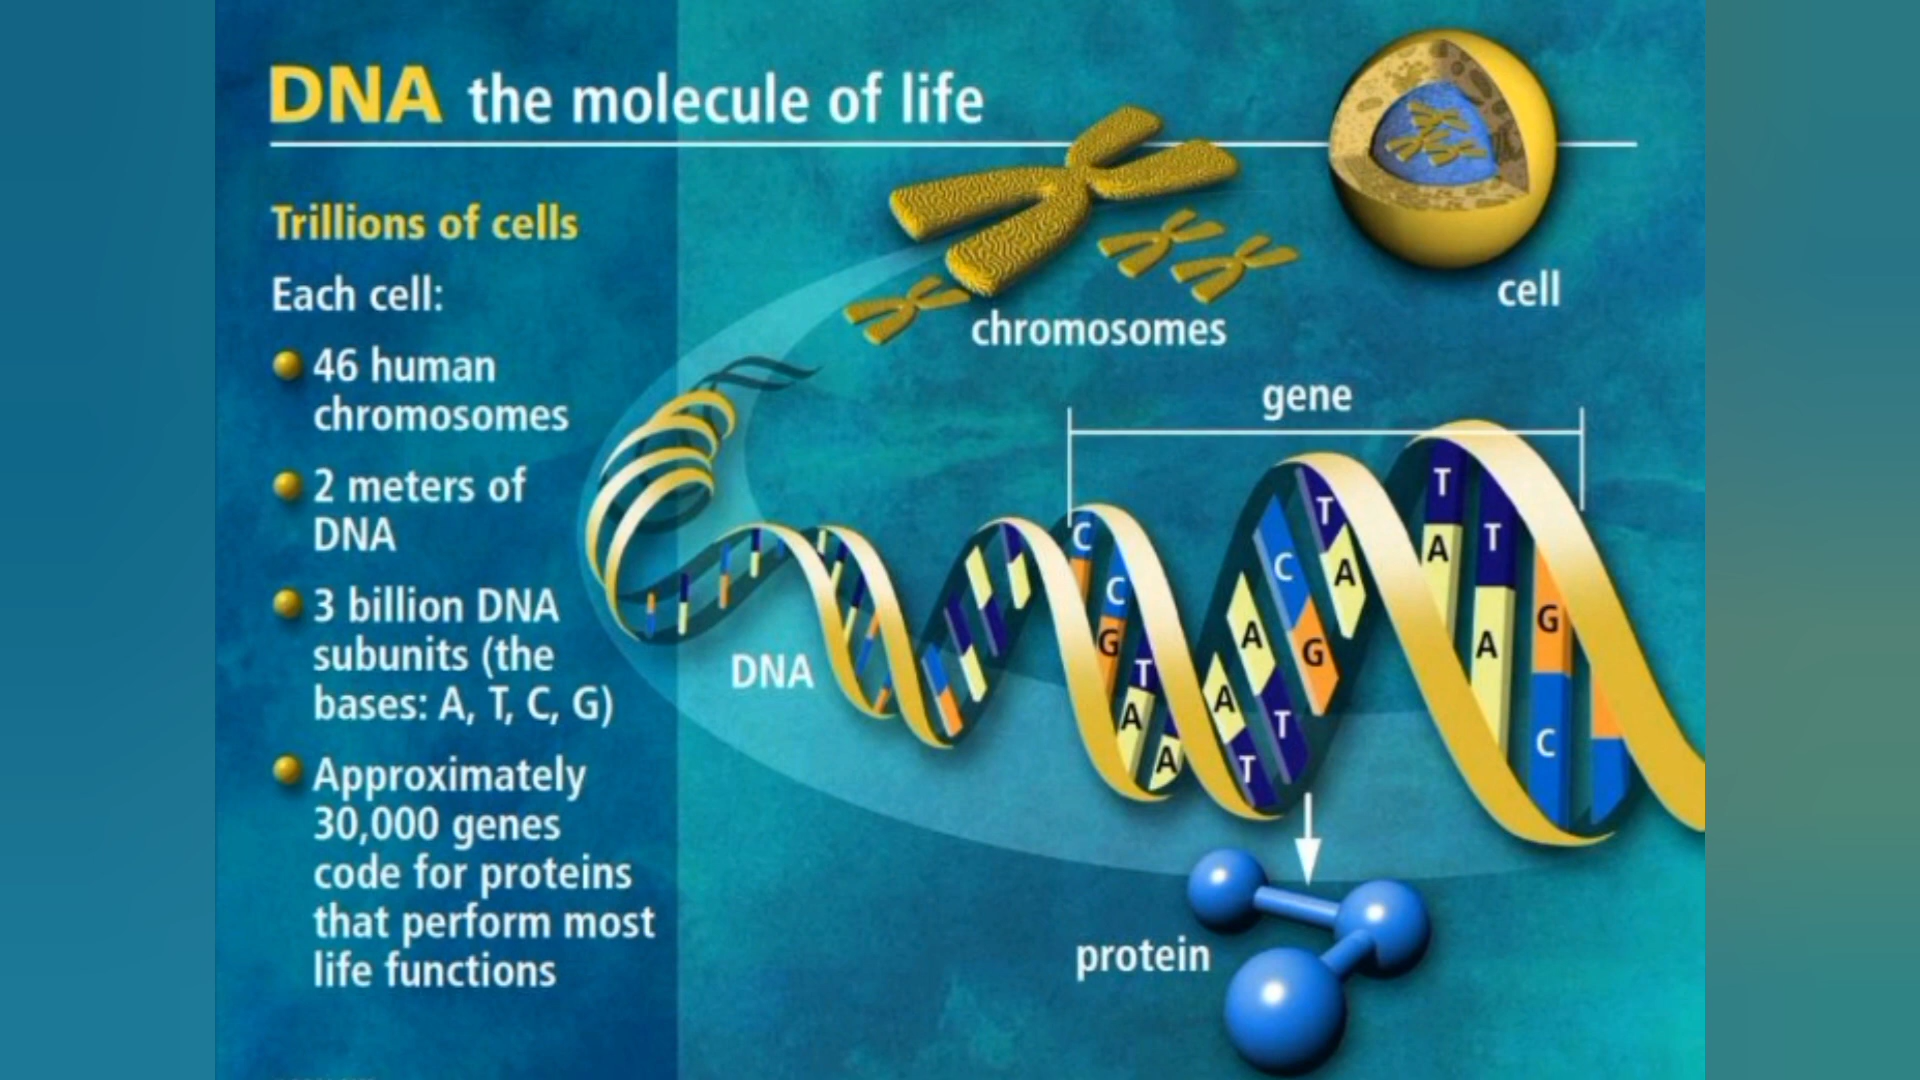 DNA the molecule of life
Trillions of cells
Each cell:
46 human
chromosomes
2 meters of
DNA
3 billion DNA
subunits (the
bases: A, T, C, G)
Approximately
30,000 genes
code for proteins
that perform most
life functions
cell
chromosomes
gene
DNA
C
C
G
T
A
A
A
A
T
T
C
G
T
A
T
A
T
A
G
C
protein